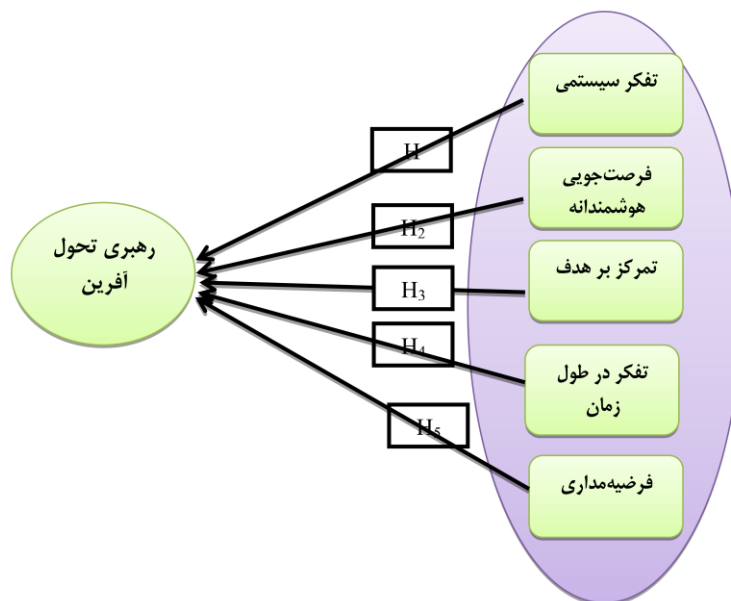 تفکر سیستمی
فرصت‌جویی
هوشمندانه
تمرکز بر هدف
تفکر در طول
زمان
فرضیه‌مداری
H
H₂
H₃
H₄
H₅
رهبری تحول
آفرین